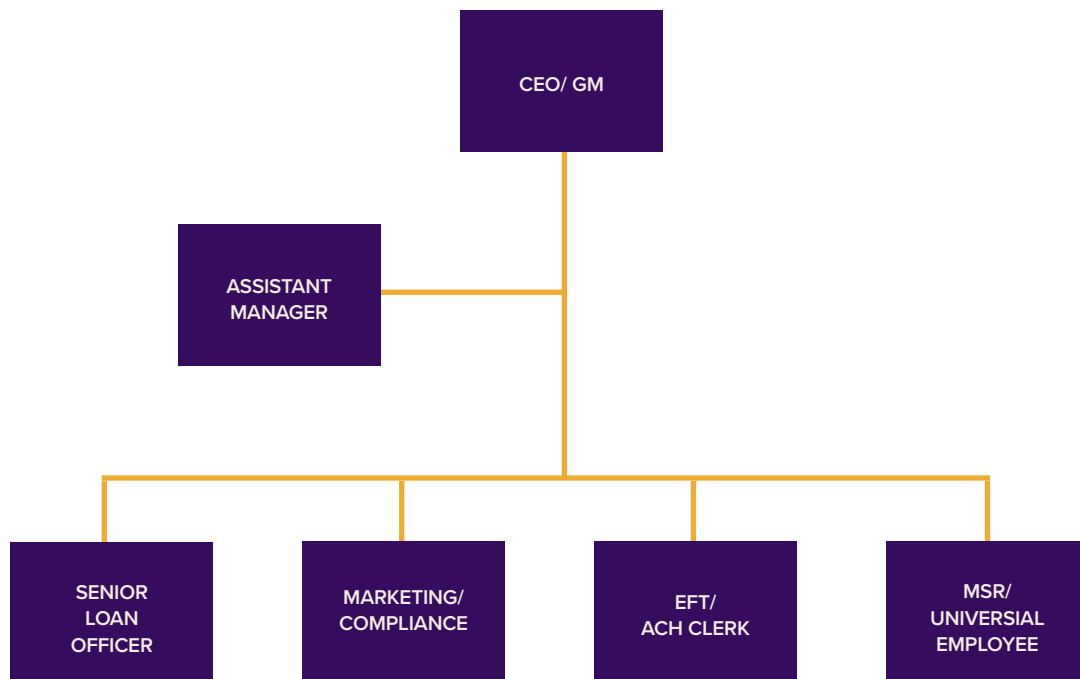 CEO/ GM
ASSISTANT
MANAGER
SENIOR
LOAN
OFFICER
MARKETING/
COMPLIANCE
EFT/
ACH CLERK
MSR/
UNIVERSIAL
EMPLOYEE